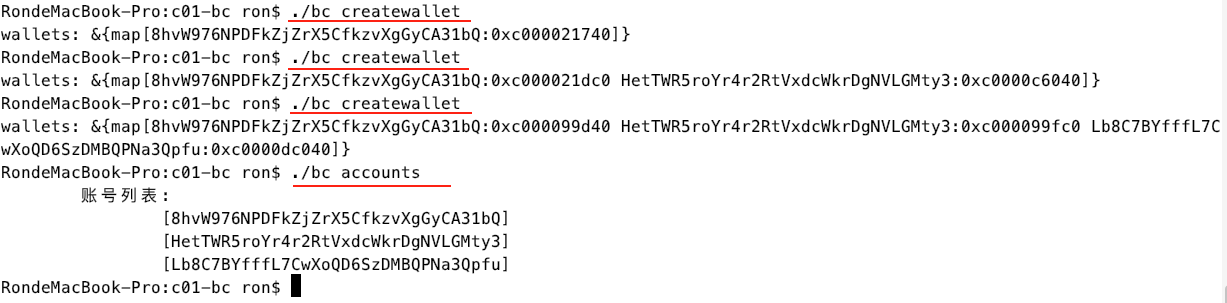 RondeMacBook-Pro:c01-bc ron$ ./bc createwallet
wallets: &{map[8hvW976NPDFkZjZrX5CfkzvXgGyCA31bQ:0xc000021740]}
RondeMacBook-Pro:c01-bc ron$ ./bc createwallet
wallets: &{map[8hvW976NPDFkZjZrX5CfkzvXgGyCA31bQ:0xc000021dc0 HetTWR5roYr4r2RtVxdcWkrDgNVLGMty3:0xc0000c6040]}
RondeMacBook-Pro:c01-bc ron$ ./bc createwallet
wallets: &{map[8hvW976NPDFkZjZrX5CfkzvXgGyCA31bQ:0xc000099d40 HetTWR5roYr4r2RtVxdcWkrDgNVLGMty3:0xc000099fc0 Lb8C7BYfffL7C
wXoQD6SzDMBQPNa3Qpfu:0xc0000dc040]}
RondeMacBook-Pro:c01-bc ron$ ./bc accounts
账号列表:
[8hvW976NPDFkZjZrX5CfkzvXgGyCA31bQ]
[HetTWR5roYr4r2RtVxdcWkrDgNVLGMty3]
[Lb8C7BYfffL7CwXoQD6SzDMBQPNa3Qpfu]
RondeMacBook-Pro:c01-bc ron$